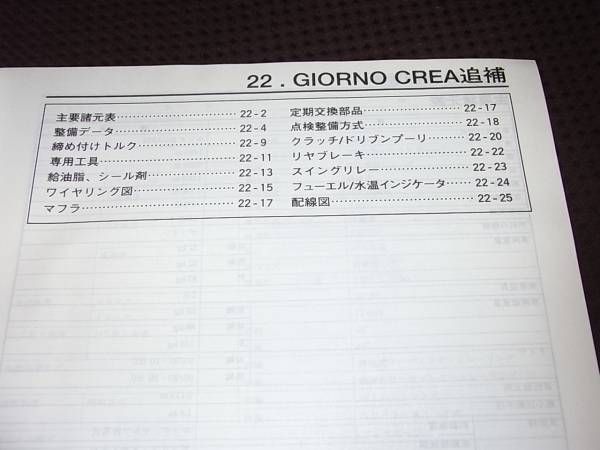 22 . GIORNO CREA追補
主要諸元表 22-2
整備データ 22-4
締め付けトルク 22-9
専用工具 22-11
給油脂、シール剤 22-13
ワイヤリング図 22-15
マフラ 22-17
定期交換部品 22-17
点検整備方式 22-18
クラッチ/ドリブンプーリ 22-20
リヤブレーキ 22-22
スイングリレー 22-23
フューエル/水温インジケータ 22-24
配線図 22-25